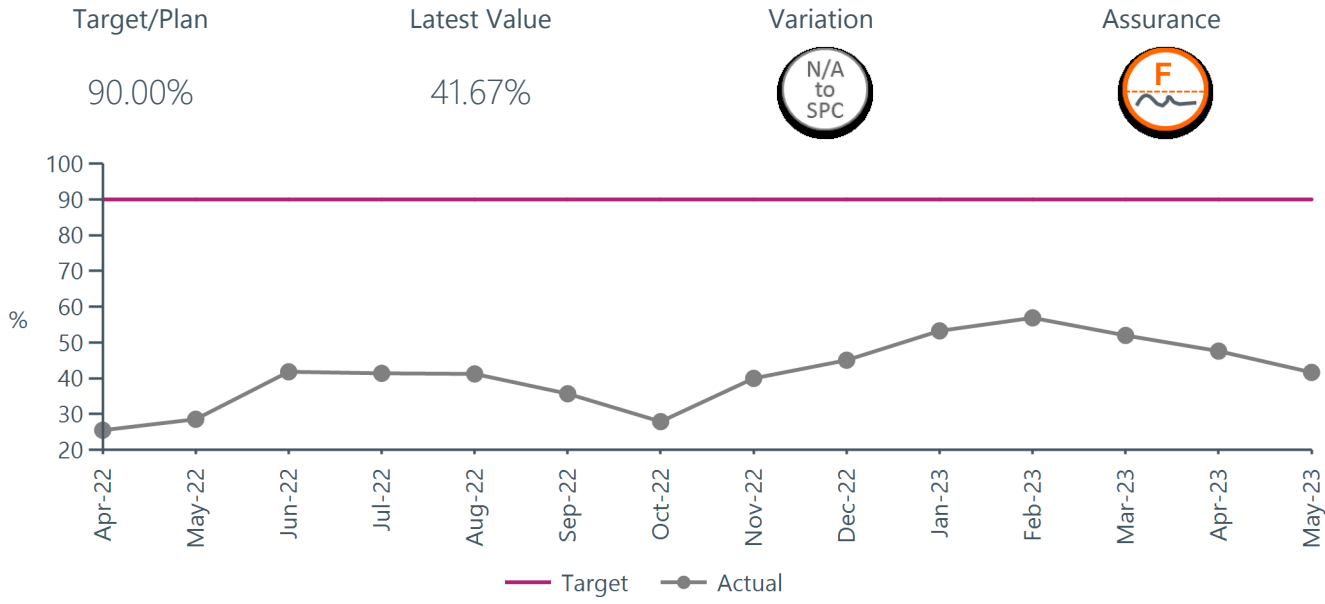 Target/Plan Latest Value Variation Assurance
90.00% 41.67% N/A to SPC F
100
90
80
70
60
50
40
30
20
%
Apr-22 May-22 Jun-22 Jul-22 Aug-22 Sep-22 Oct-22 Nov-22 Dec-22 Jan-23 Feb-23 Mar-23 Apr-23 May-23
Target Actual